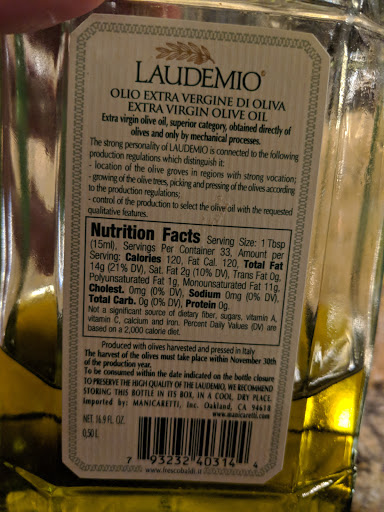 LAUDEMIO®
OLIO EXTRA VERGINE DI OLIVA
EXTRA VIRGIN OLIVE OIL
Extra virgin olive oil, superior category, obtained directly of
olives and only by mechanical processes.
The strong personality of LAUDEMIO is connected to the following
production regulations which distinguish it:
- location of the olive groves in regions with strong vocation;
- growing of the olive trees, picking and pressing of the olives according
to the production regulations;
- control of the production to select the olive oil with the requested
qualitative features.
Nutrition Facts Serving Size: 1 Tbsp
(15ml), Servings Per Container 33, Amount per
Serving: Calories 120, Fat Cal. 120, Total Fat
14g (21% DV), Sat. Fat 2g (10% DV), Trans Fat 0g.
Polyunsaturated Fat 1g, Monounsaturated Fat 11g.
Cholest. 0mg (0% DV), Sodium 0mg (0% DV),
Total Carb. 0g (0% DV), Protein 0g.
Not a significant source of dietary fiber, sugars, vitamin A,
vitamin C, calcium and iron. Percent Daily Values (DV) are
based on a 2,000 calorie diet.
Produced with olives harvested and pressed in Italy
The harvest of the olives must take place within November 30th
of the production year.
To be consumed within the date indicated on the bottle closure
TO PRESERVE THE HIGH QUALITY OF THE LAUDEMIO, WE RECOMMEND
STORING THIS BOTTLE IN ITS BOX, IN A COOL, DRY PLACE.
Imported by: MANICARETTI, Inc. Oakland, CA 94618
www.manicaretti.com
NET 16.9 FL. OZ.
0,50 L
7 93232 40314 4
www.frescobaldi.it